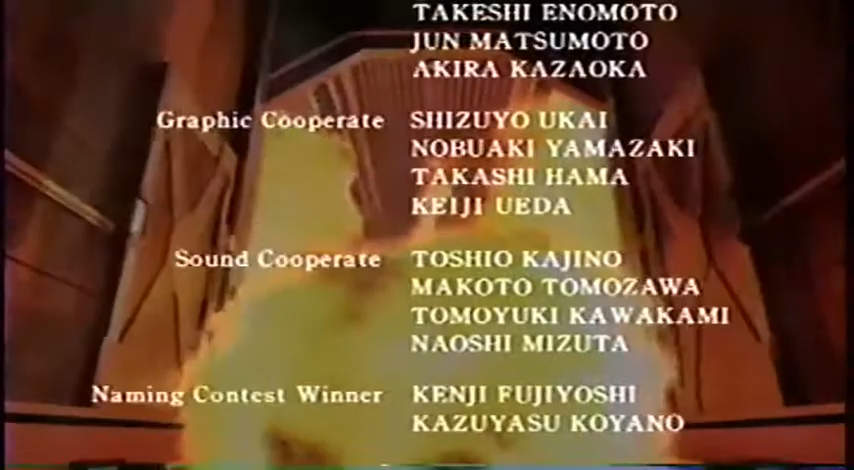 TAKESHI ENOMOTO
JUN MATSUMOTO
AKIRA KAZAOKA
Graphic Cooperate SHIZUYO UKAI
NOBUAKI YAMAZAKI
TAKASHI HAMA
KEIJI UEDA
Sound Cooperate TOSHIO KAJINO
MAKOTO TOMOZAWA
TOMOYUKI KAWAKAMI
NAOSHI MIZUTA
Naming Contest Winner KENJI FUJIYOSHI
KAZUYASU KOYANO